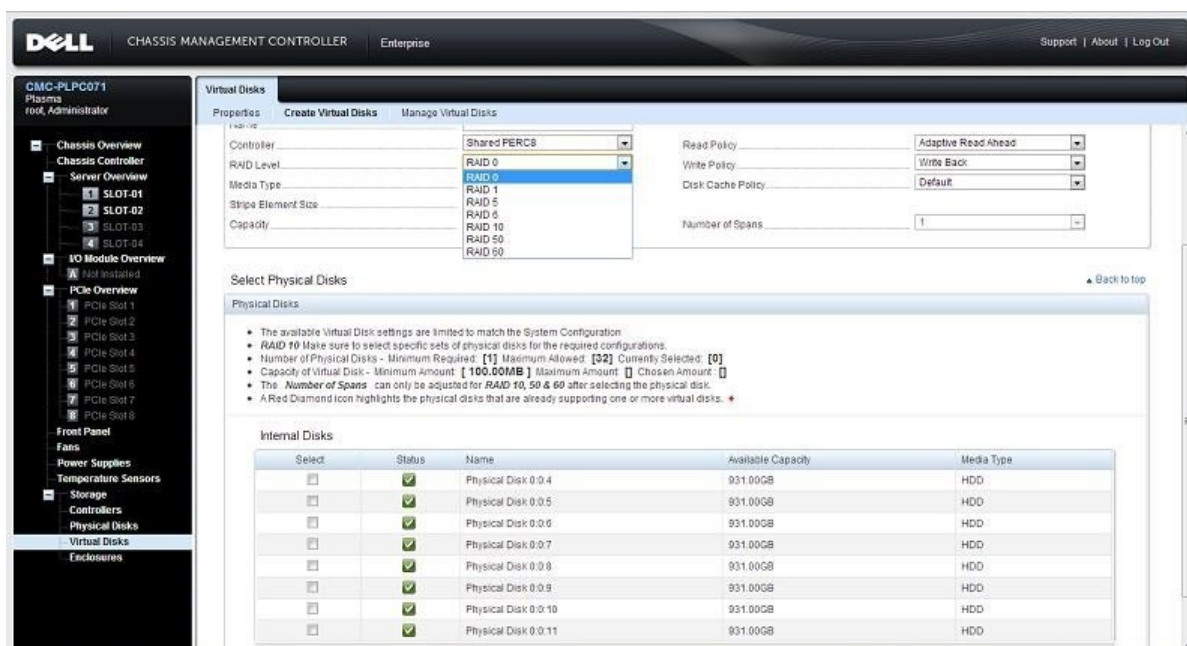 DELL CHASSIS MANAGEMENT CONTROLLER Enterprise
Support | About | Log Out
CMC-PLPC071
Plasma
root, Administrator
Chassis Overview
Chassis Controller
Server Overview
1 SLOT-01
2 SLOT-02
3 SLOT-03
4 SLOT-04
I/O Module Overview
A Not Installed
PCIe Overview
1 PCIe Slot 1
2 PCIe Slot 2
3 PCIe Slot 3
4 PCIe Slot 4
5 PCIe Slot 5
6 PCIe Slot 6
7 PCIe Slot 7
8 PCIe Slot 8
Front Panel
Fans
Power Supplies
Temperature Sensors
Storage
Controllers
Physical Disks
Virtual Disks
Enclosures
Virtual Disks
Properties Create Virtual Disks Manage Virtual Disks
Name
Controller Shared PERC8
RAID Level RAID 0
RAID 0
Media Type RAID 1
RAID 5
Stripe Element Size
RAID 6
Capacity RAID 10
RAID 50
RAID 60
Read Policy Adaptive Read Ahead
Write Policy Write Back
Disk Cache Policy Default
Number of Spans 1
Select Physical Disks
Back to top
Physical Disks
The available Virtual Disk settings are limited to match the System Configuration
RAID 10 Make sure to select specific sets of physical disks for the required configurations.
Number of Physical Disks - Minimum Required: [1] Maximum Allowed: [32] Currently Selected: [0]
Capacity of Virtual Disk - Minimum Amount: [ 100.00MB ] Maximum Amount: [] Chosen Amount: []
The Number of Spans can only be adjusted for RAID 10, 50 & 60 after selecting the physical disk.
A Red Diamond icon highlights the physical disks that are already supporting one or more virtual disks.
Internal Disks
Select Status Name Available Capacity Media Type
Physical Disk 0:0:4 931.00GB HDD
Physical Disk 0:0:5 931.00GB HDD
Physical Disk 0:0:6 931.00GB HDD
Physical Disk 0:0:7 931.00GB HDD
Physical Disk 0:0:8 931.00GB HDD
Physical Disk 0:0:9 931.00GB HDD
Physical Disk 0:0:10 931.00GB HDD
Physical Disk 0:0:11 931.00GB HDD